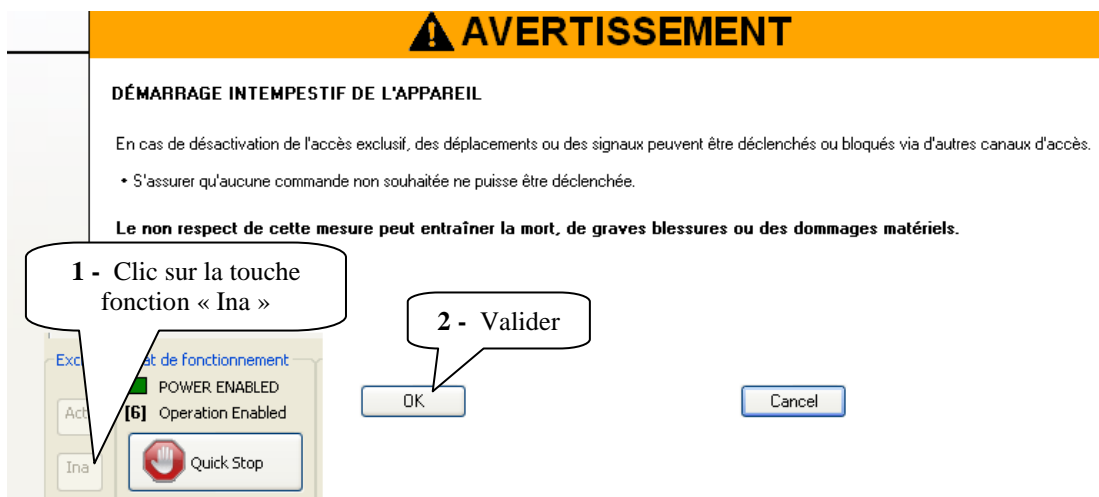 AVERTISSEMENT
DÉMARRAGE INTEMPESTIF DE L'APPAREIL
En cas de désactivation de l'accès exclusif, des déplacements ou des signaux peuvent être déclenchés ou bloqués via d'autres canaux d'accès.
• S'assurer qu'aucune commande non souhaitée ne puisse être déclenchée.
Le non respect de cette mesure peut entraîner la mort, de graves blessures ou des dommages matériels.
1 - Clic sur la touche
fonction « Ina »
2 - Valider
Exc
at de fonctionnement
POWER ENABLED
OK
Cancel
Act
[6] Operation Enabled
Ina
Quick Stop